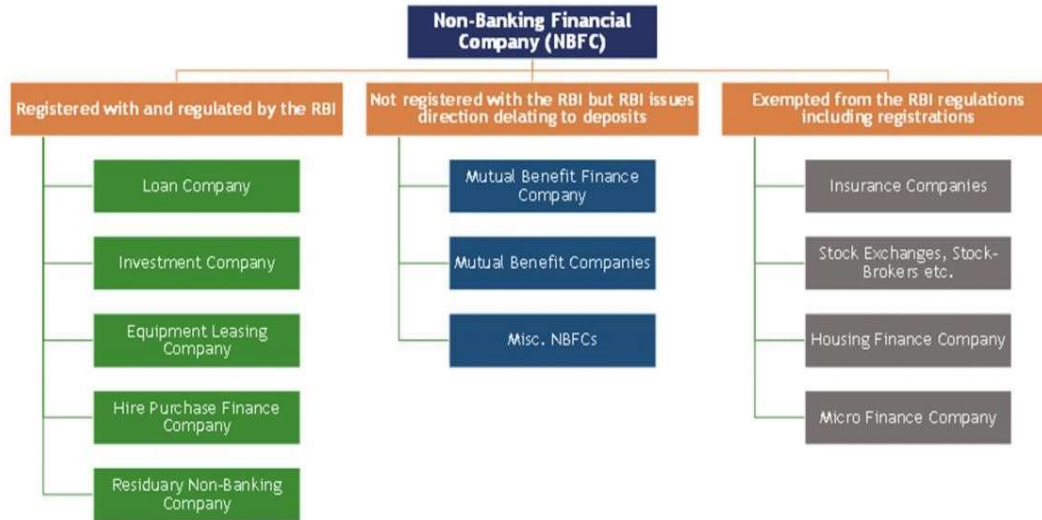 Non-Banking Financial
Company (NBFC)
Registered with and regulated by the RBI
Not registered with the RBI but RBI issues
direction delating to deposits
Exempted from the RBI regulations
including registrations
Loan Company
Investment Company
Equipment Leasing
Company
Hire Purchase Finance
Company
Residuary Non-Banking
Company
Mutual Benefit Finance
Company
Mutual Benefit Companies
Misc. NBFCs
Insurance Companies
Stock Exchanges, Stock-
Brokers etc.
Housing Finance Company
Micro Finance Company